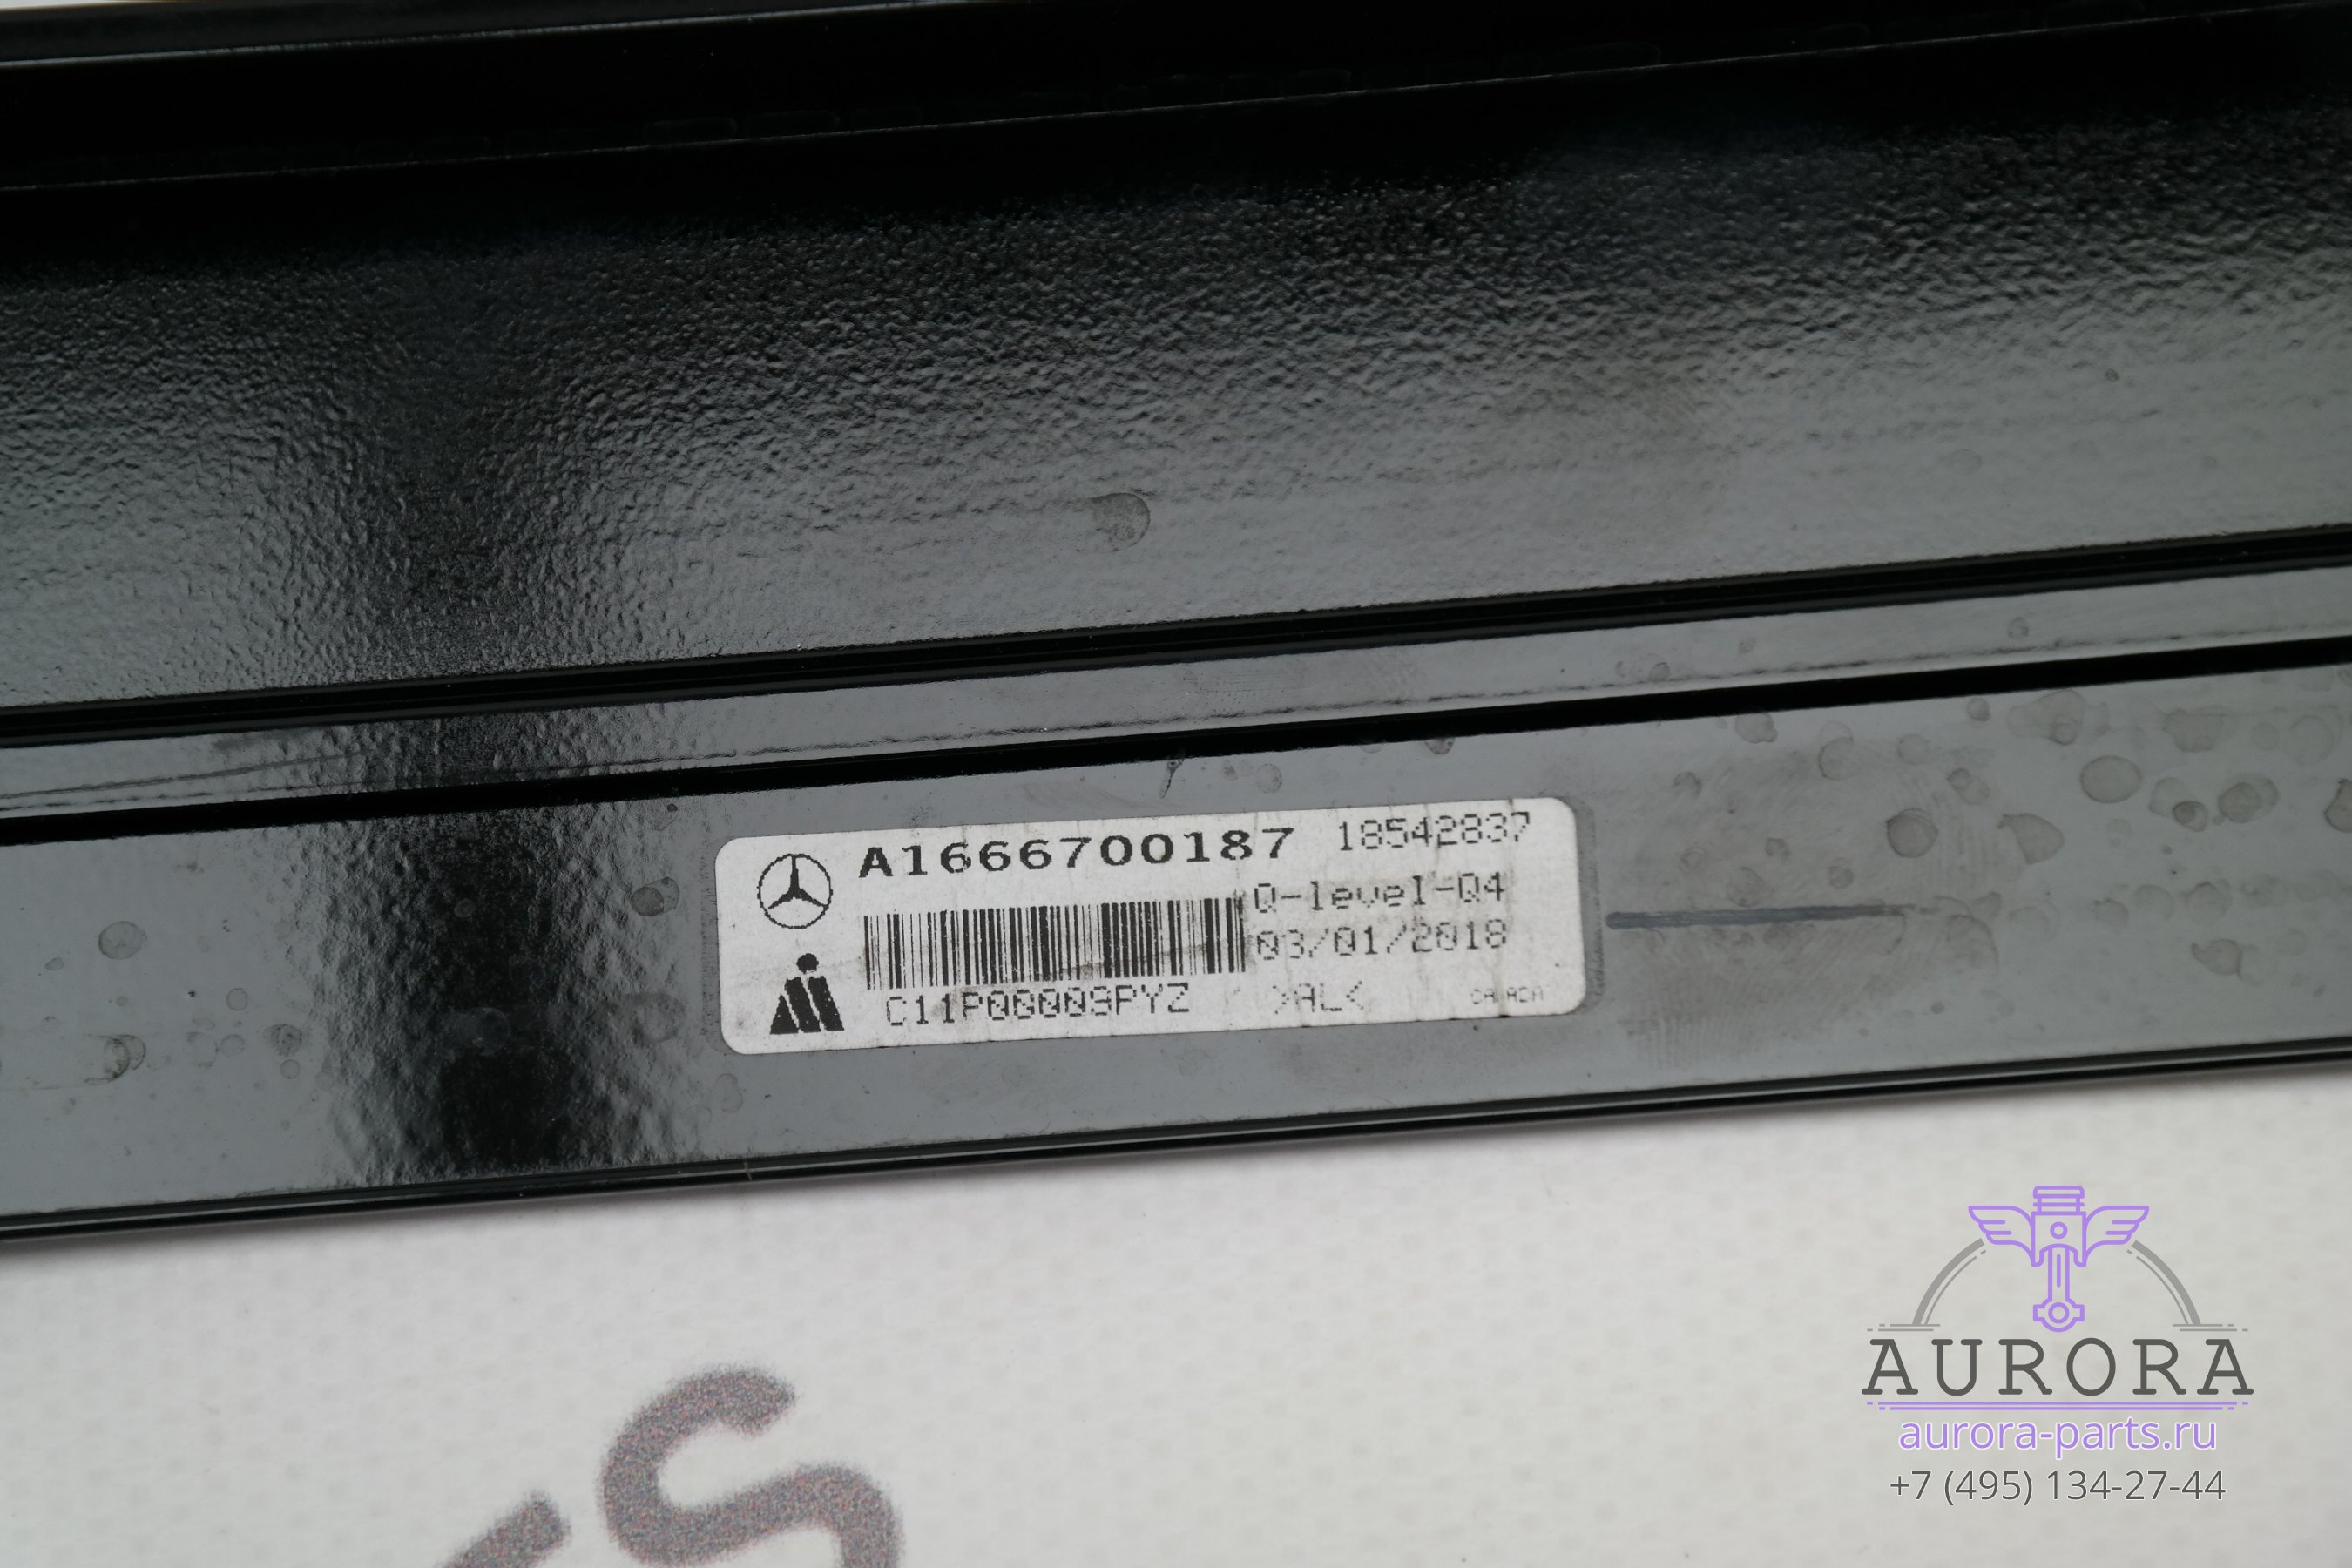 A1666700187 18542837
Q-level-Q4
03/01/2018
C11P00009PYZ >AL< CANADA
AURORA
aurora-parts.ru
+7 (495) 134-27-44